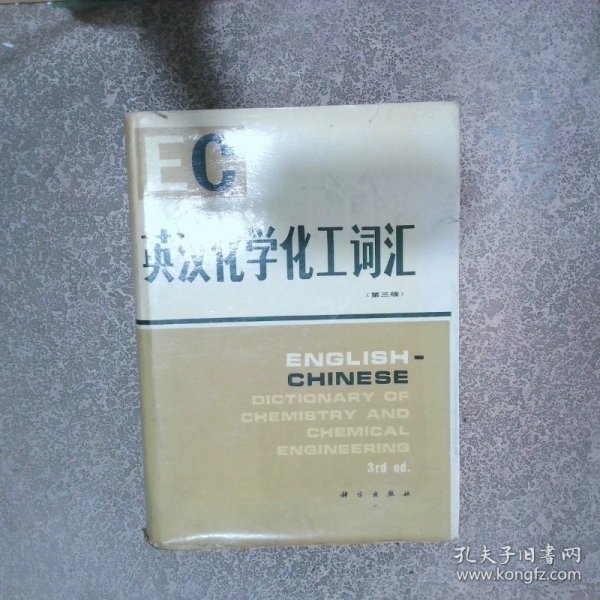 EC
英汉化学化工词汇
(第三版)
ENGLISH-
CHINESE
DICTIONARY OF
CHEMISTRY AND
CHEMICAL
ENGINEERING
3rd ed.
科学出版社
孔夫子旧书网
www.kongfz.com